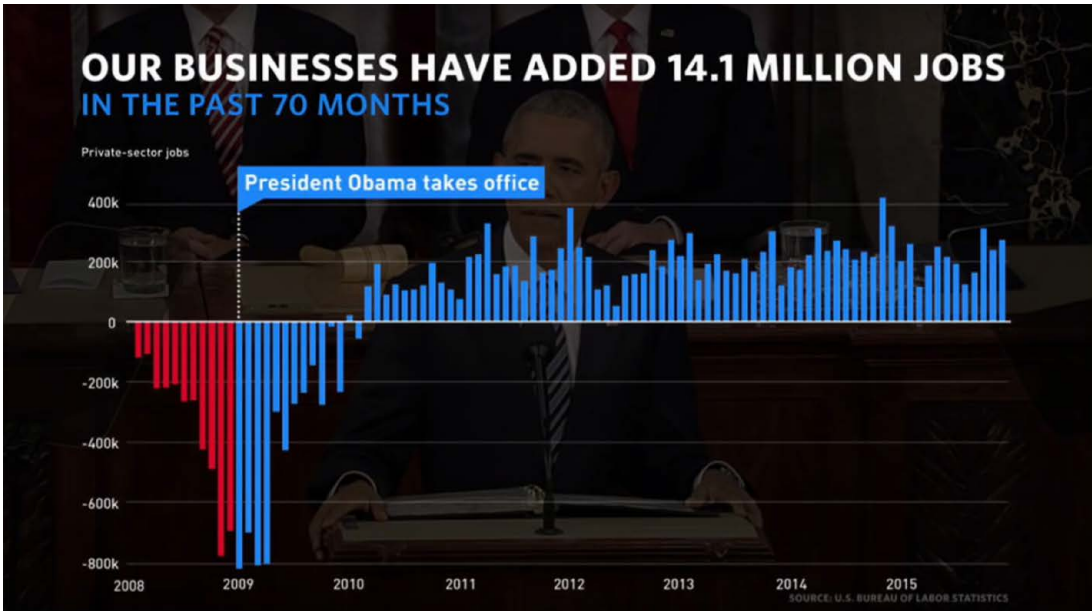 OUR BUSINESSES HAVE ADDED 14.1 MILLION JOBS
IN THE PAST 70 MONTHS
Private-sector jobs
President Obama takes office
400k
200k
0
-200k
-400k
-600k
-800k
2008 2009 2010 2011 2012 2013 2014 2015
SOURCE: U.S. BUREAU OF LABOR STATISTICS